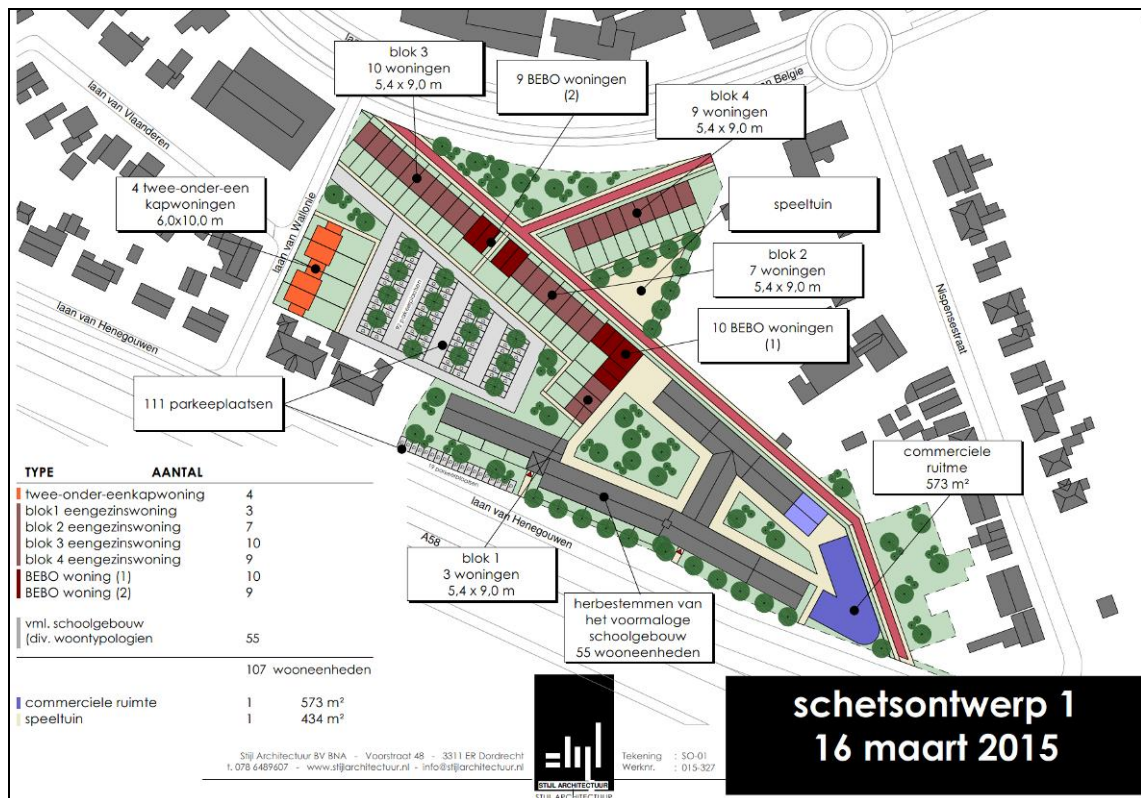 blok 3
10 woningen
5,4 x 9,0 m
9 BEBO woningen
(2)
blok 4
9 woningen
5,4 x 9,0 m
Belgie
laan van Vlaanderen
4 twee-onder-een
kapwoningen
6,0x10,0 m
laan van Wallonie
speeltuin
blok 2
7 woningen
5,4 x 9,0 m
Nispensestraat
10 BEBO woningen
(1)
laan van Henegouwen
111 parkeeplaatsen
commerciele
ruitme
573 m²
19 parkeerplaatsen
laan van Henegouwen
A58
blok 1
3 woningen
5,4 x 9,0 m
herbestemmen van
het voormaloge
schoolgebouw
55 wooneenheden
TYPE AANTAL
twee-onder-eenkapwoning 4
blok1 eengezinswoning 3
blok 2 eengezinswoning 7
blok 3 eengezinswoning 10
blok 4 eengezinswoning 9
BEBO woning (1) 10
BEBO woning (2) 9
vml. schoolgebouw
(div. woontypologien 55
107 wooneenheden
commerciele ruimte 1 573 m²
speeltuin 1 434 m²
schetsontwerp 1
16 maart 2015
Stijl Architectuur BV BNA - Voorstraat 48 - 3311 ER Dordrecht
t. 078 6489607 - www.stijlarchitectuur.nl - info@stijlarchitectuur.nl
STIJL ARCHITECTUUR
STIJL ARCHITECTUUR
Tekening : SO-01
Werknr. : 015-327